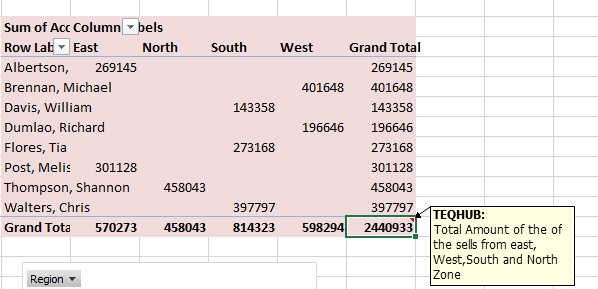 Sum of Acc Column Labels
Row Lab East North South West Grand Total
Albertson, 269145 269145
Brennan, Michael 401648 401648
Davis, William 143358 143358
Dumlao, Richard 196646 196646
Flores, Tia 273168 273168
Post, Melis 301128 301128
Thompson, Shannon 458043 458043
Walters, Chris 397797 397797
Grand Tota 570273 458043 814323 598294 2440933
TEQHUB:
Total Amount of the of
the sells from east,
West,South and North
Zone
Region